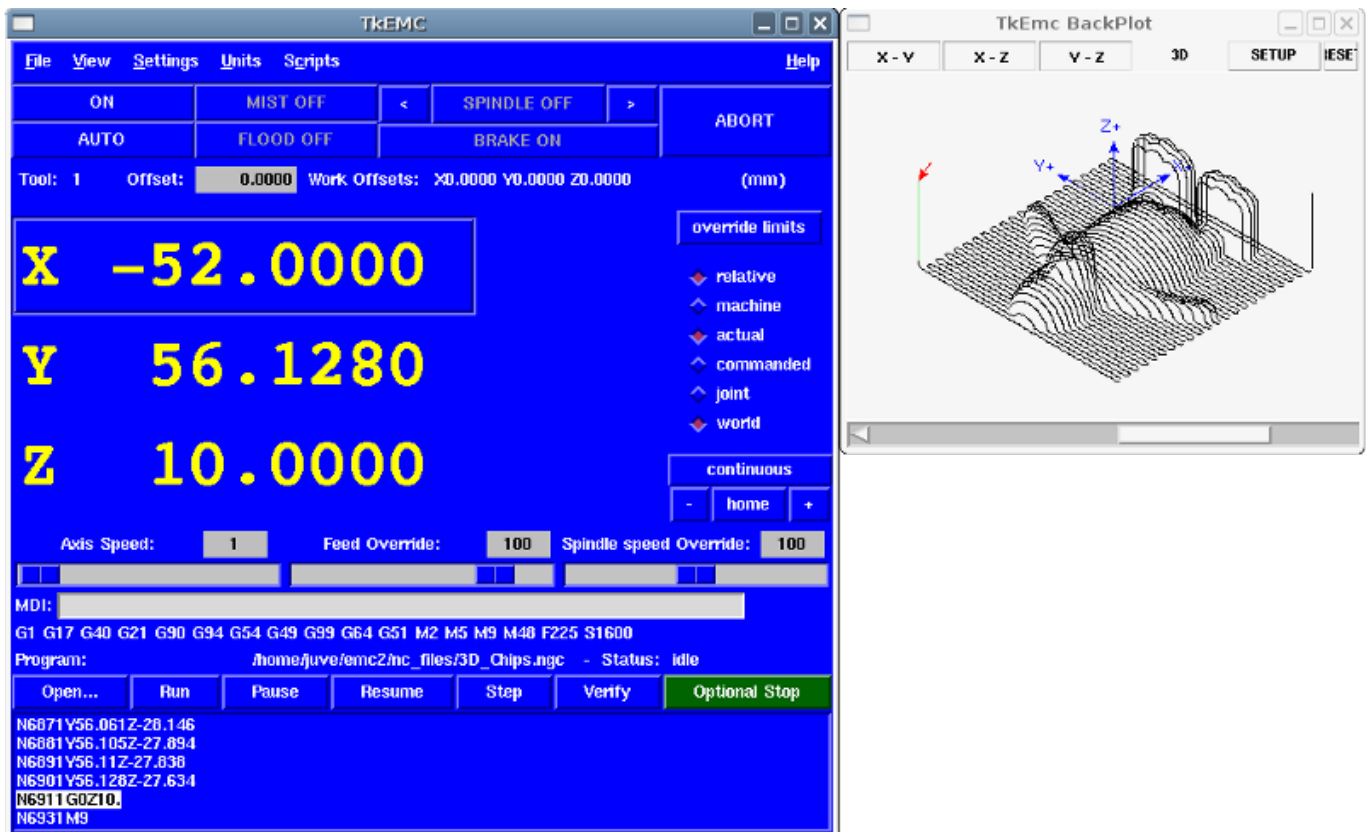 TkEMC
File View Settings Units Scripts Help
ON MIST OFF < SPINDLE OFF > ABORT
AUTO FLOOD OFF BRAKE ON
Tool: 1 Offset: 0.0000 Work Offsets: X0.0000 Y0.0000 Z0.0000 (mm)
override limits
X -52.0000
relative
machine
Y 56.1280
actual
commanded
joint
world
Z 10.0000
continuous
- home +
Axis Speed: 1 Feed Override: 100 Spindle speed Override: 100
MDI:
G1 G17 G40 G21 G90 G94 G54 G49 G99 G64 G51 M2 M5 M9 M48 F225 S1600
Program: /home/juve/emc2/nc_files/3D_Chips.ngc - Status: idle
Open... Run Pause Resume Step Verify Optional Stop
N6871Y56.061Z-28.146
N6881Y56.105Z-27.894
N6891Y56.11Z-27.838
N6901Y56.128Z-27.634
N6911G0Z10.
N6931M9
TkEmc BackPlot
X - Y X - Z Y - Z 3D SETUP RESET
Z+
Y+ X+